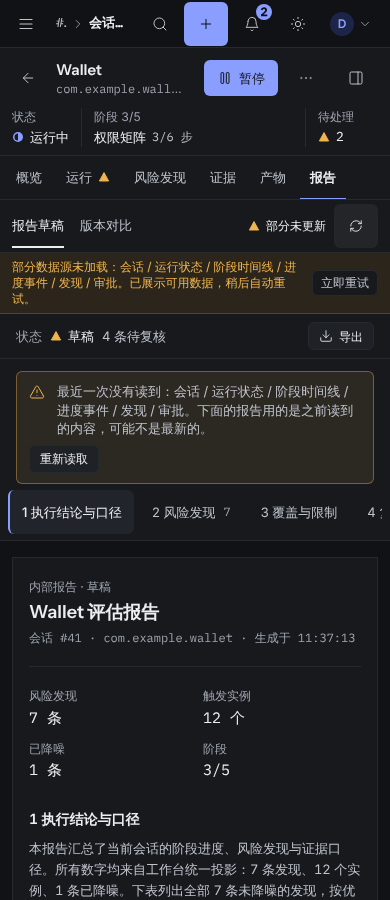 #. > 会话...
2
D
Wallet
com.example.wall...
暂停
状态
运行中
阶段 3/5
权限矩阵 3/6 步
待处理
2
概览 运行 风险发现 证据 产物 报告
报告草稿 版本对比 部分未更新
部分数据源未加载：会话 / 运行状态 / 阶段时间线 / 进
度事件 / 发现 / 审批。已展示可用数据，稍后自动重
试。
立即重试
状态 草稿 4 条待复核 导出
最近一次没有读到：会话 / 运行状态 / 阶段时间线 /
进度事件 / 发现 / 审批。下面的报告用的是之前读到
的内容，可能不是最新的。
重新读取
1 执行结论与口径 2 风险发现 7 3 覆盖与限制 4
内部报告 · 草稿
Wallet 评估报告
会话 #41 · com.example.wallet · 生成于 11:37:13
风险发现 触发实例
7 条 12 个
已降噪 阶段
1 条 3/5
1 执行结论与口径
本报告汇总了当前会话的阶段进度、风险发现与证据口
径。所有数字均来自工作台统一投影：7 条发现、12 个实
例、1 条已降噪。下表列出全部 7 条未降噪的发现，按优